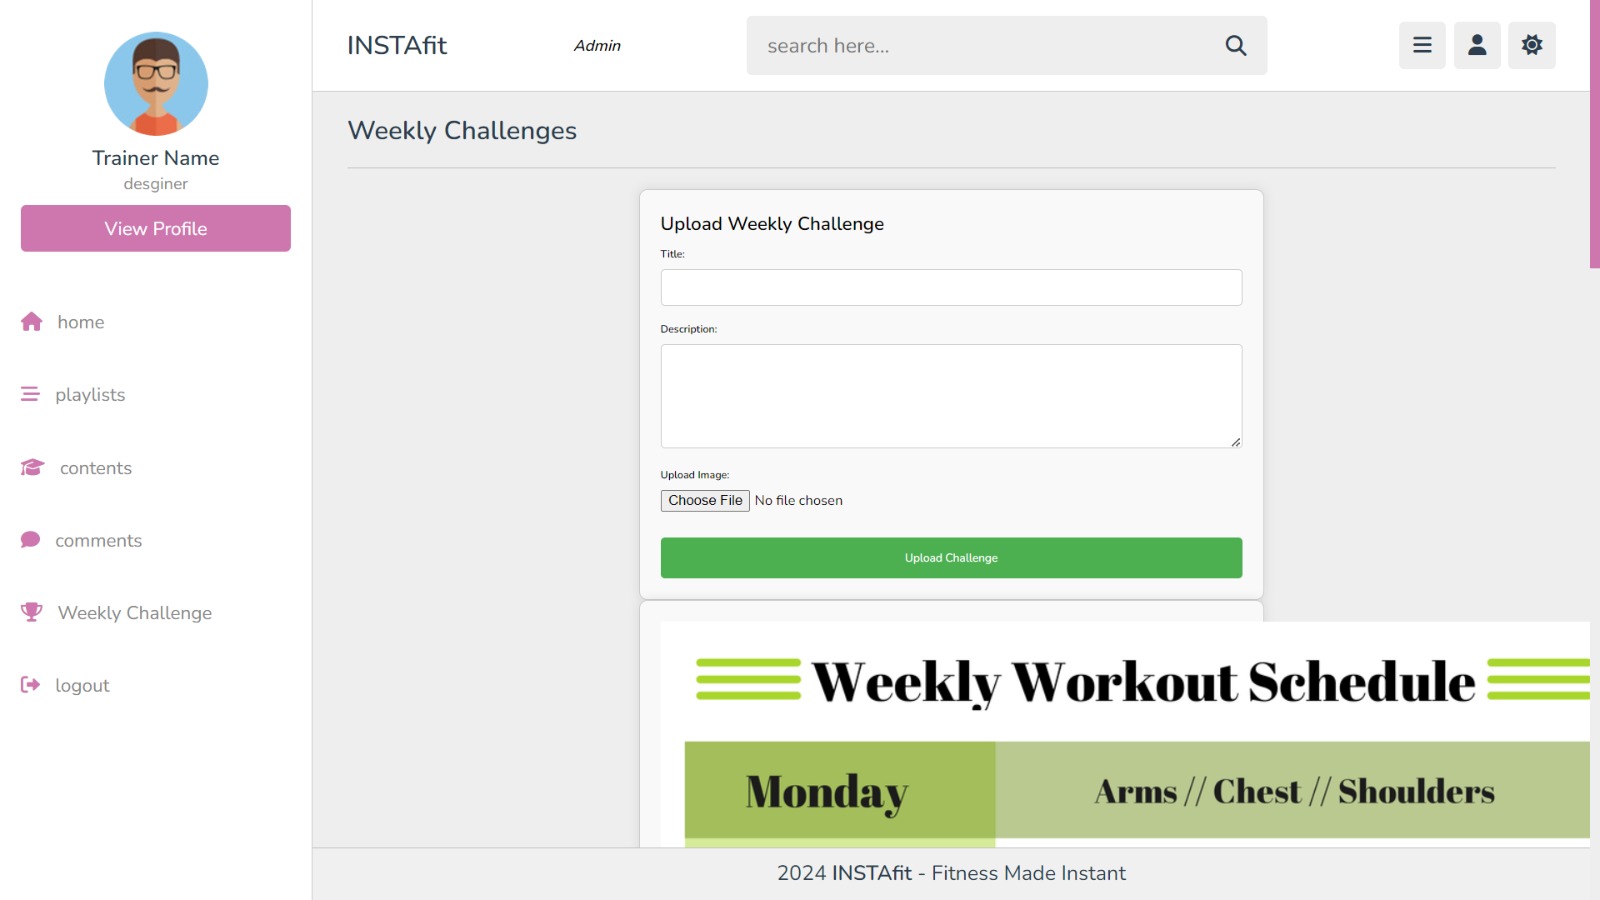 Trainer Name
desginer
View Profile
home
playlists
contents
comments
Weekly Challenge
logout
INSTAfit
Admin
search here...
Weekly Challenges
Upload Weekly Challenge
Title:
Description:
Upload Image:
Choose File No file chosen
Upload Challenge
Weekly Workout Schedule
Monday
Arms // Chest // Shoulders
2024 INSTAfit - Fitness Made Instant